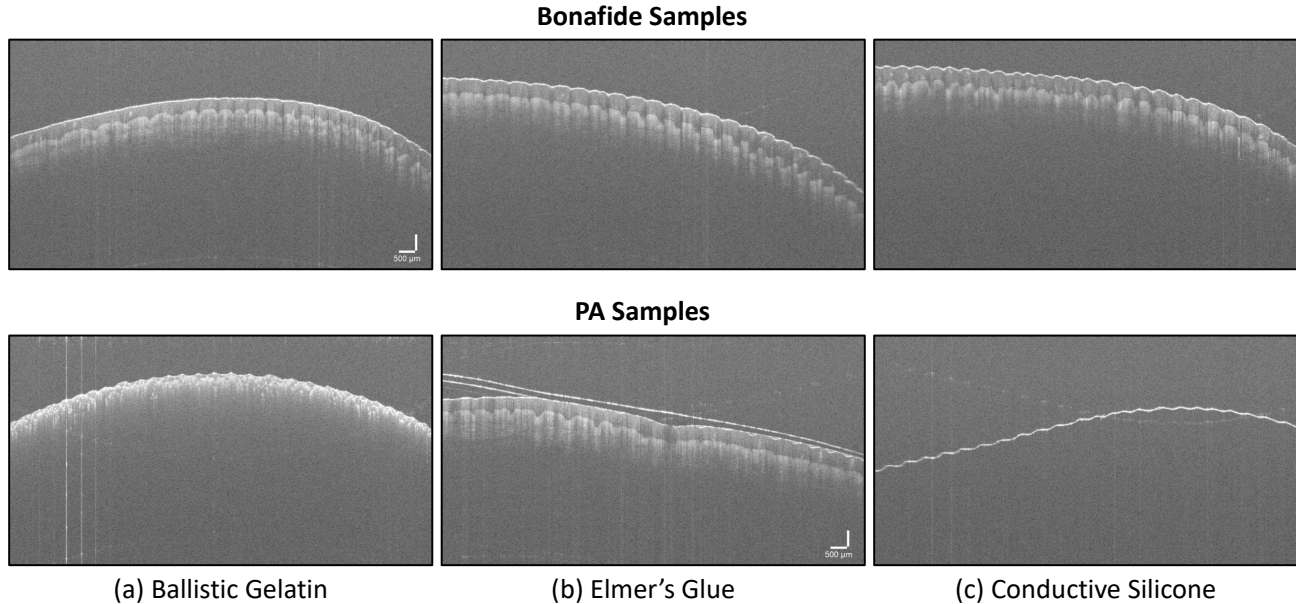 Bonafide Samples
500 µm
PA Samples
500 µm
(a) Ballistic Gelatin
(b) Elmer's Glue
(c) Conductive Silicone